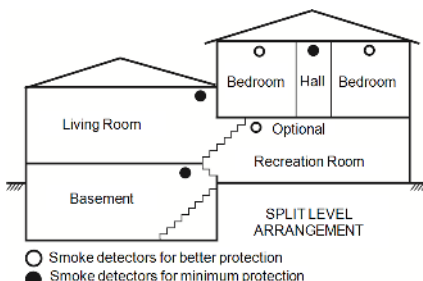 Bedroom Hall Bedroom
Living Room
Optional
Recreation Room
Basement
SPLIT LEVEL
ARRANGEMENT
Smoke detectors for better protection
Smoke detectors for minimum protection